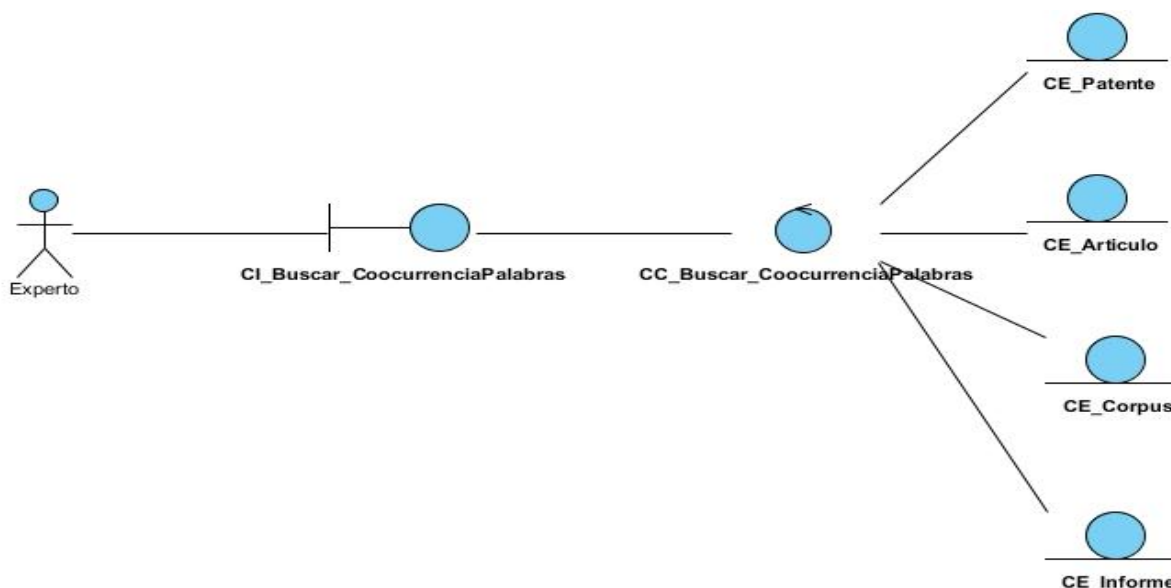 CE_Patente
CE_Articulo
CI_Buscar_CoocurrenciaPalabras
CC_Buscar_CoocurrenciaPalabras
Experto
CE_Corpus
CE_Informe